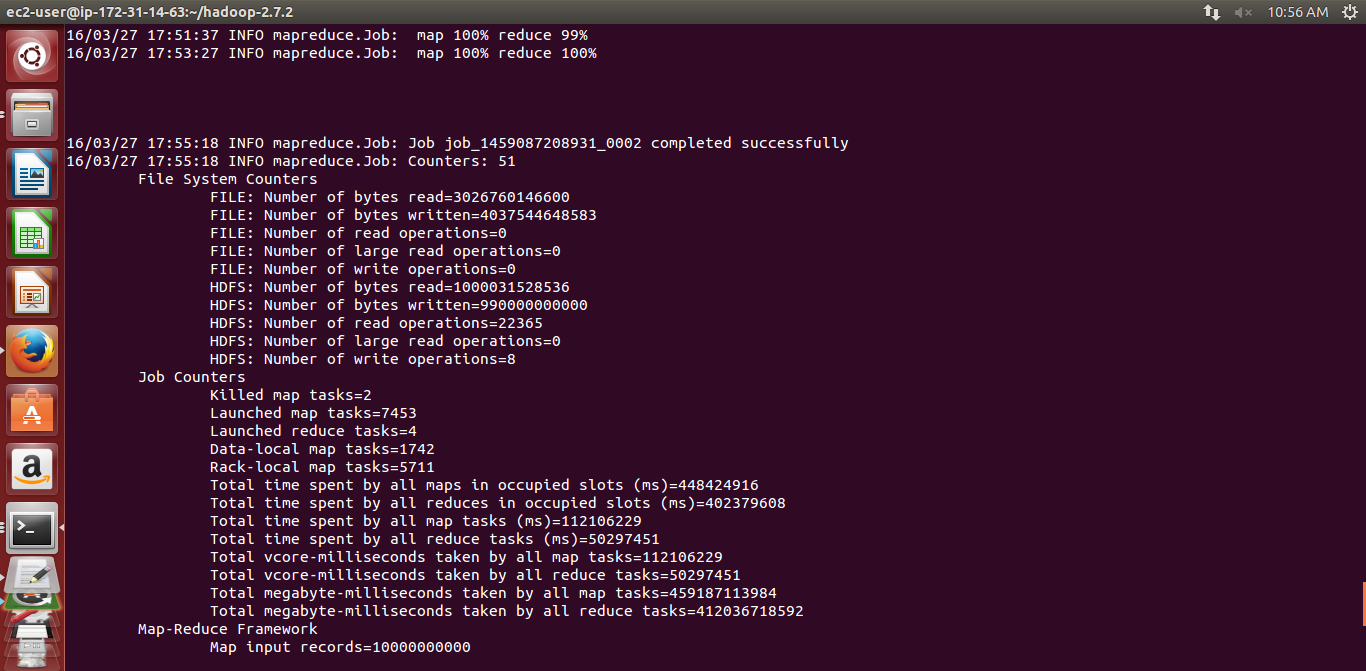 ec2-user@ip-172-31-14-63:~/hadoop-2.7.2
10:56 AM
16/03/27 17:51:37 INFO mapreduce.Job:  map 100% reduce 99%
16/03/27 17:53:27 INFO mapreduce.Job:  map 100% reduce 100%
16/03/27 17:55:18 INFO mapreduce.Job: Job job_1459087208931_0002 completed successfully
16/03/27 17:55:18 INFO mapreduce.Job: Counters: 51
File System Counters
FILE: Number of bytes read=3026760146600
FILE: Number of bytes written=4037544648583
FILE: Number of read operations=0
FILE: Number of large read operations=0
FILE: Number of write operations=0
HDFS: Number of bytes read=1000031528536
HDFS: Number of bytes written=990000000000
HDFS: Number of read operations=22365
HDFS: Number of large read operations=0
HDFS: Number of write operations=8
Job Counters
Killed map tasks=2
Launched map tasks=7453
Launched reduce tasks=4
Data-local map tasks=1742
Rack-local map tasks=5711
Total time spent by all maps in occupied slots (ms)=448424916
Total time spent by all reduces in occupied slots (ms)=402379608
Total time spent by all map tasks (ms)=112106229
Total time spent by all reduce tasks (ms)=50297451
Total vcore-milliseconds taken by all map tasks=112106229
Total vcore-milliseconds taken by all reduce tasks=50297451
Total megabyte-milliseconds taken by all map tasks=459187113984
Total megabyte-milliseconds taken by all reduce tasks=412036718592
Map-Reduce Framework
Map input records=10000000000